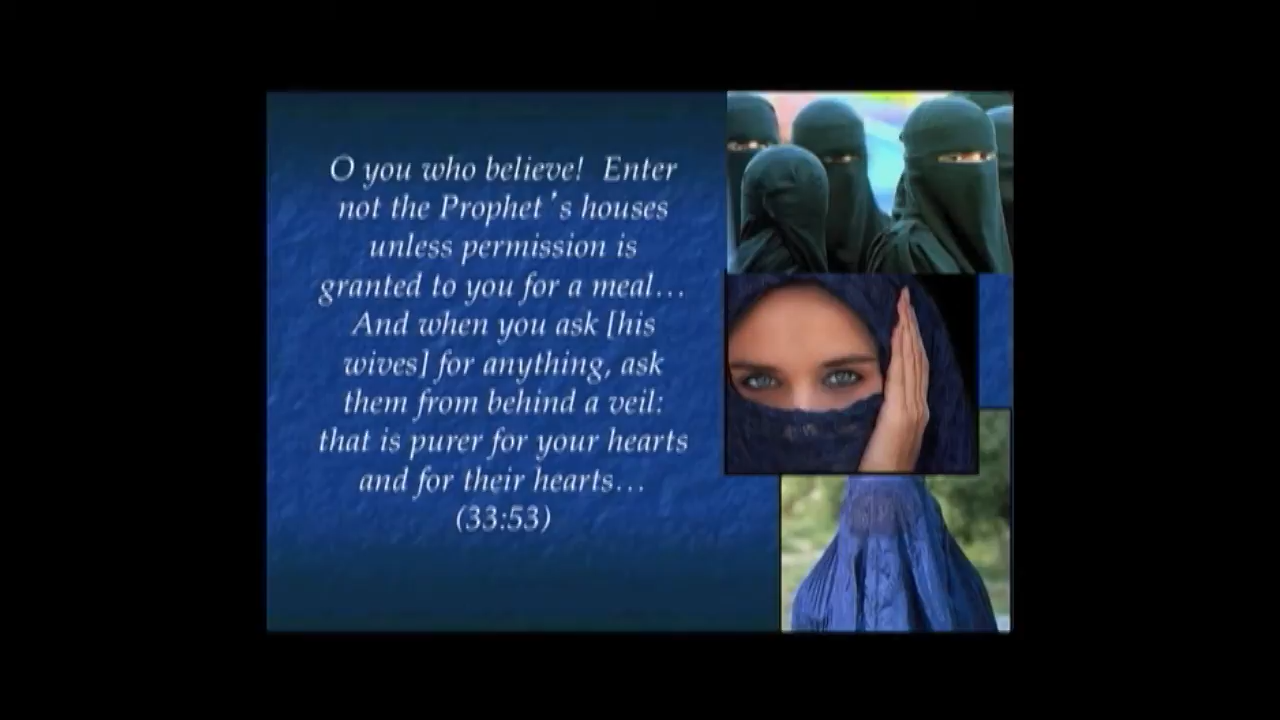 O you who believe!  Enter
not the Prophet’s houses
unless permission is
granted to you for a meal…
And when you ask [his
wives] for anything, ask
them from behind a veil:
that is purer for your hearts
and for their hearts…
(33:53)